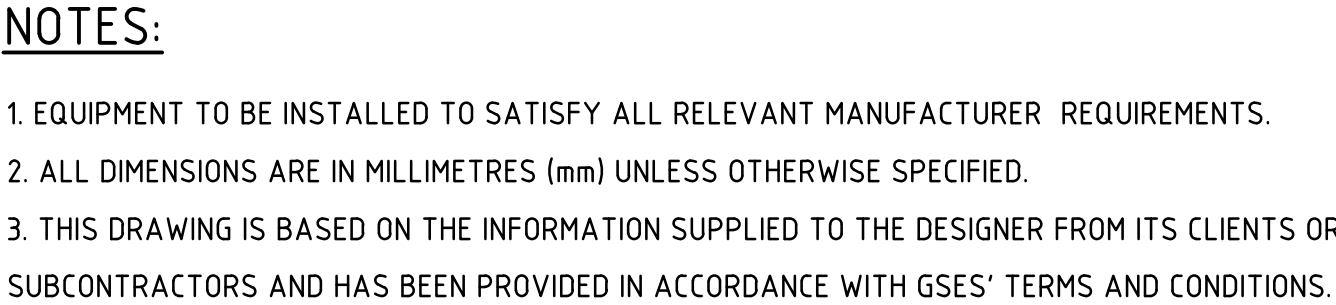 NOTES:
1. EQUIPMENT TO BE INSTALLED TO SATISFY ALL RELEVANT MANUFACTURER  REQUIREMENTS.
2. ALL DIMENSIONS ARE IN MILLIMETRES (mm) UNLESS OTHERWISE SPECIFIED.
3. THIS DRAWING IS BASED ON THE INFORMATION SUPPLIED TO THE DESIGNER FROM ITS CLIENTS OR
SUBCONTRACTORS AND HAS BEEN PROVIDED IN ACCORDANCE WITH GSES' TERMS AND CONDITIONS.